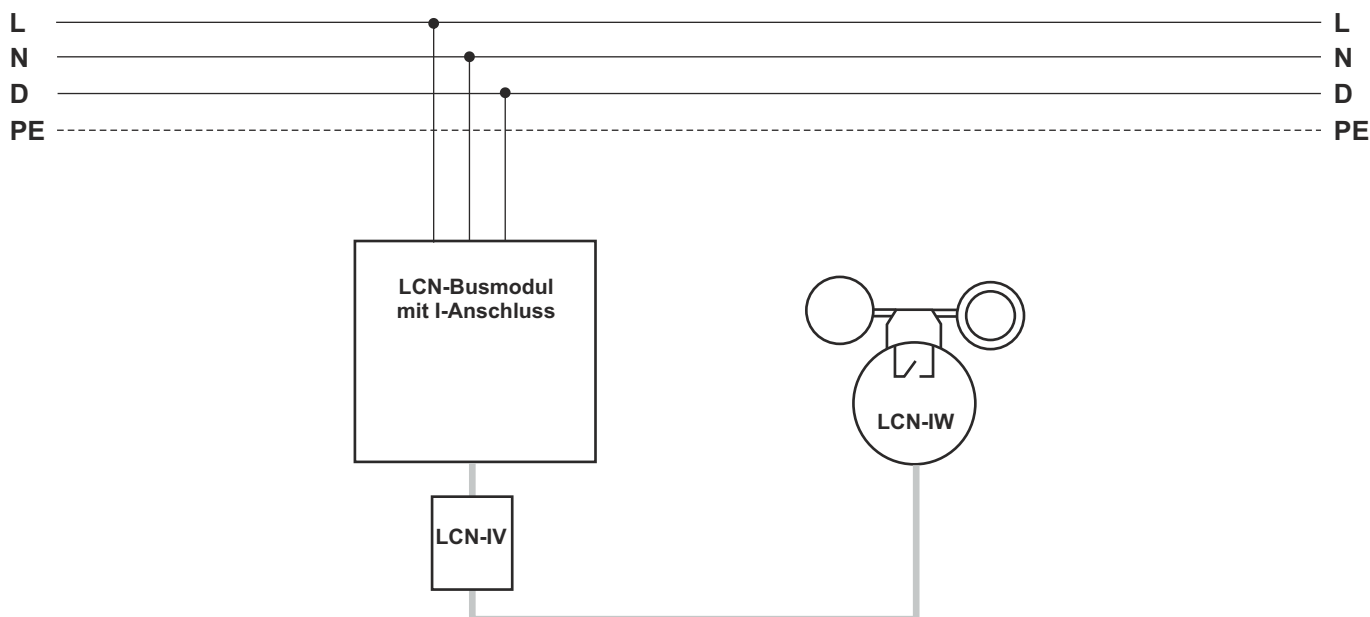 L L
N N
D D
PE PE
LCN-Busmodul
mit I-Anschluss
LCN-IW
LCN-IV